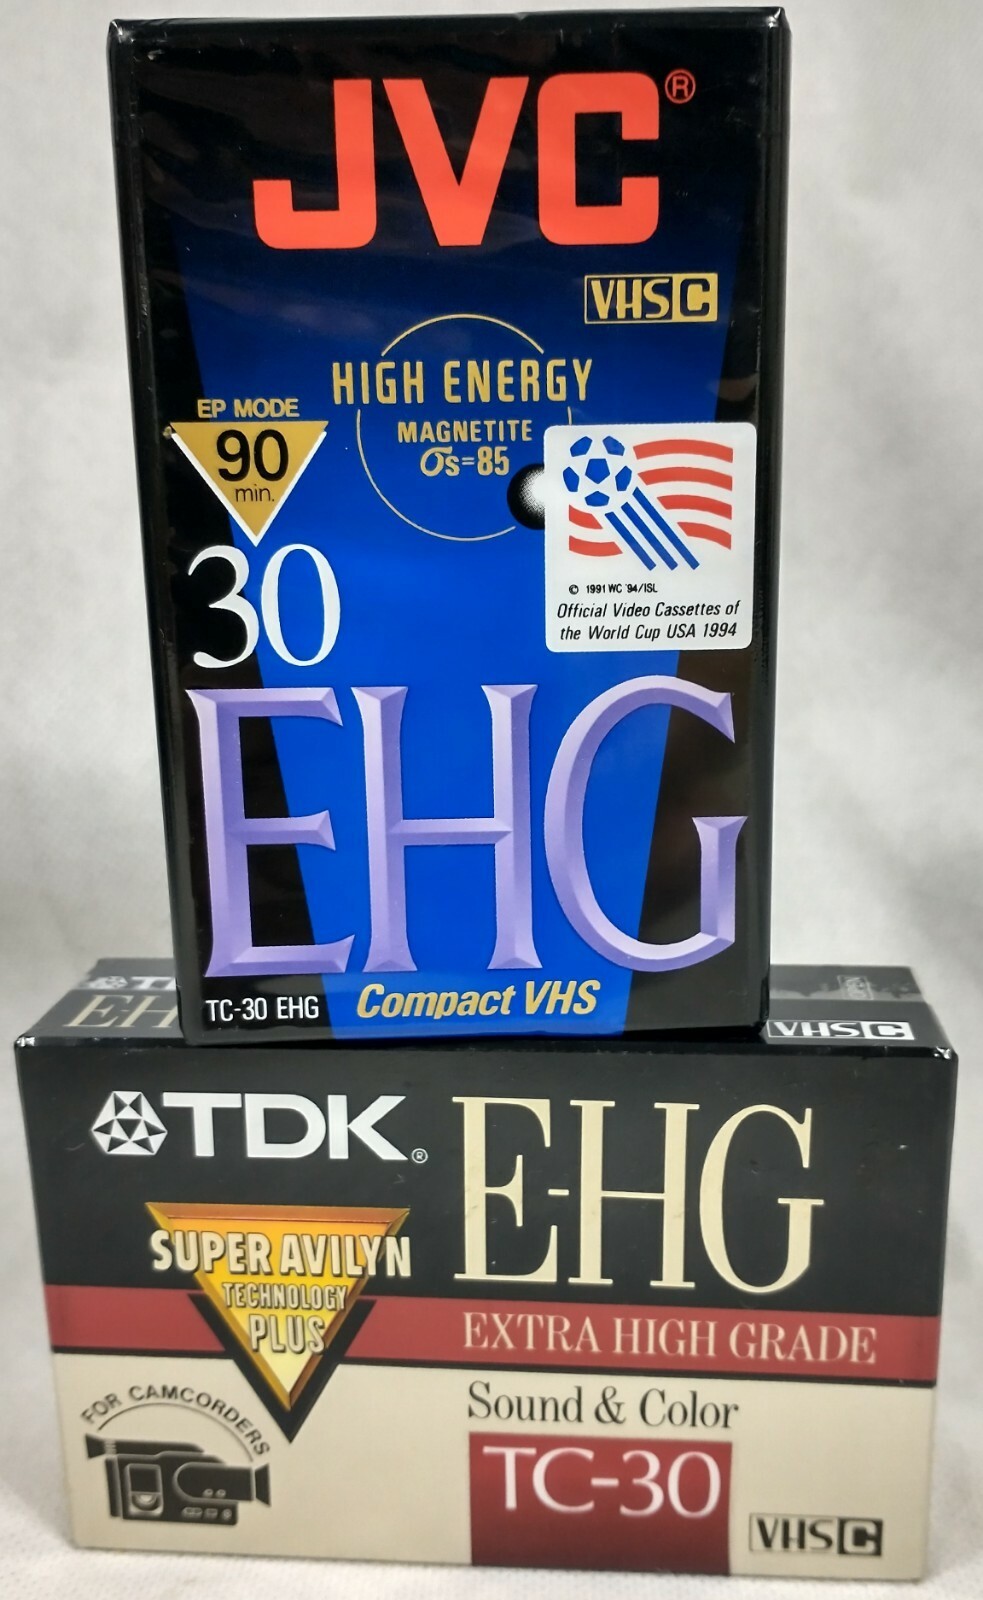 JVC®
VHS C
HIGH ENERGY
MAGNETITE
σs=85
EP MODE
90
min.
30
© 1991 WC '94/ISL
Official Video Cassettes of
the World Cup USA 1994
EHG
TC-30 EHG
Compact VHS
TDK
E-H
VHS C
TDK®
E-HG
SUPER AVILYN
TECHNOLOGY
PLUS
EXTRA HIGH GRADE
FOR CAMCORDERS
Sound & Color
TC-30
VHS C